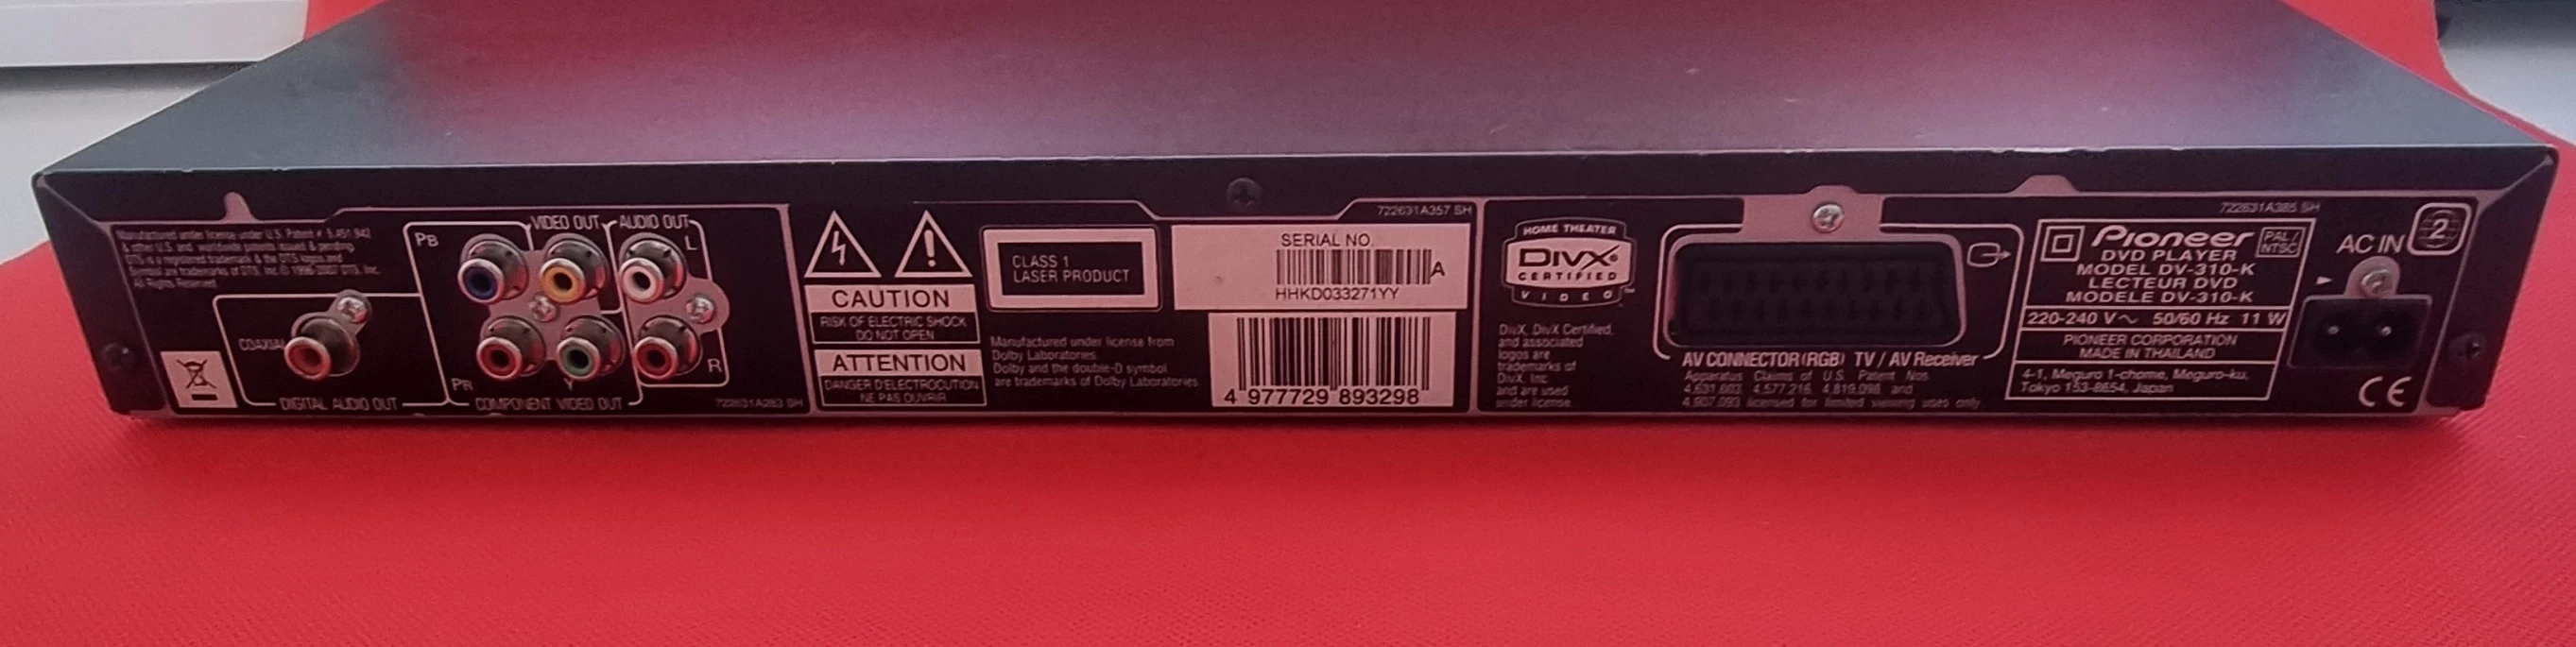 Manufactured under license under U.S. Patent # 5,451,942
& other U.S. and worldwide patents issued & pending.
DTS is a registered trademark & the DTS logos and
Symbol are trademarks of DTS, Inc. © 1996-2007 DTS, Inc.
All Rights Reserved.
COAXIAL
DIGITAL AUDIO OUT
PB
VIDEO OUT
AUDIO OUT
L
PR
Y
R
COMPONENT VIDEO OUT
722631A283 SH
CAUTION
RISK OF ELECTRIC SHOCK
DO NOT OPEN
ATTENTION
DANGER D'ELECTROCUTION
NE PAS OUVRIR
CLASS 1
LASER PRODUCT
Manufactured under license from
Dolby Laboratories.
Dolby and the double-D symbol
are trademarks of Dolby Laboratories.
722631A357 SH
SERIAL NO.
A
HHKD033271YY
4 977729 893298
HOME THEATER
DIVX®
CERTIFIED
VIDEO™
DivX, DivX Certified,
and associated
logos are
trademarks of
DivX, Inc.
and are used
under license.
AV CONNECTOR (RGB) TV / AV Receiver
Apparatus Claims of U.S. Patent Nos.
4,631,603 4,577,216 4,819,098 and
4,907,093 licensed for limited viewing uses only
722631A385 SH
Pioneer
PAL/
NTSC
DVD PLAYER
MODEL DV-310-K
LECTEUR DVD
MODELE DV-310-K
220-240 V~ 50/60 Hz 11 W
PIONEER CORPORATION
MADE IN THAILAND
4-1, Meguro 1-chome, Meguro-ku,
Tokyo 153-8654, Japan
AC IN
2
CE